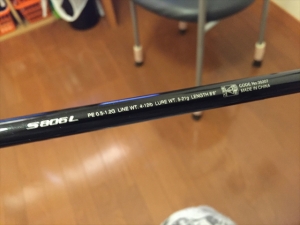 S806L PE 0.5-1.2G LINE WT. 4-12lb LURE WT. 3-21g LENGTH 8'6"
MADE IN CHINA